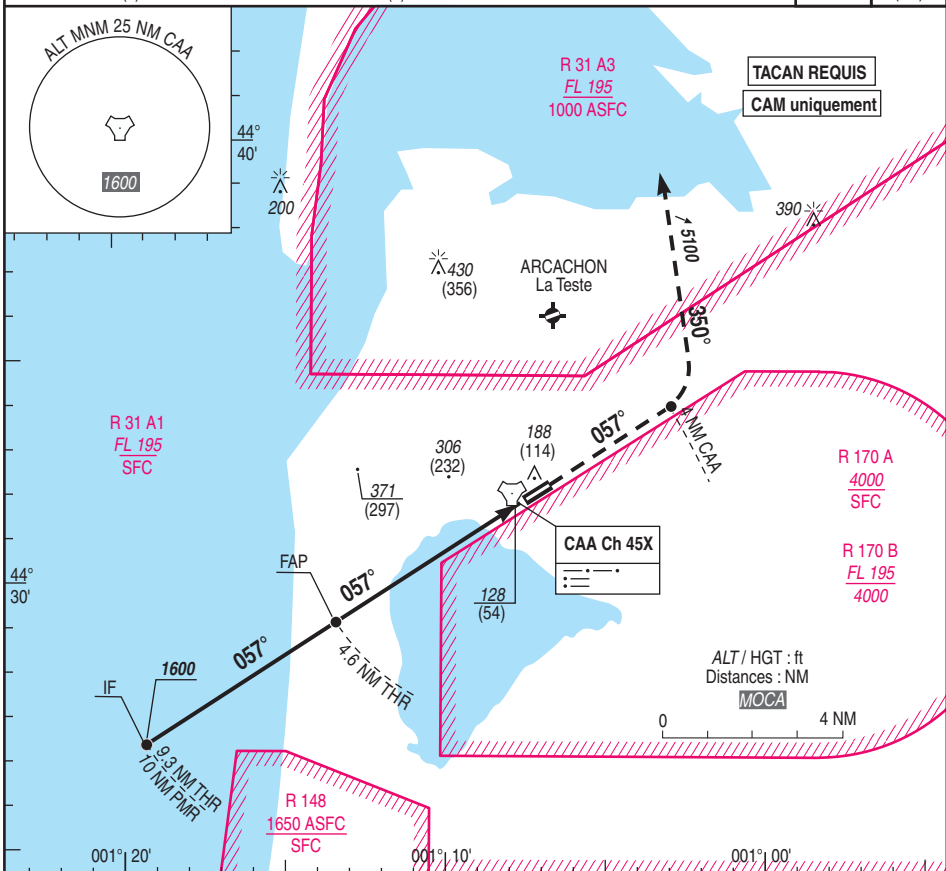 ALT MNM 25 NM CAA
1600
44°
40'
200
R 31 A3
FL 195
1000 ASFC
TACAN REQUIS
CAM uniquement
390
430
(356)
ARCACHON
La Teste
5100
350°
R 31 A1
FL 195
SFC
306
(232)
188
(114)
371
(297)
057°
4 NM CAA
R 170 A
4000
SFC
R 170 B
FL 195
4000
CAA Ch 45X
128
(54)
FAP
057°
4.6 NM THR
44°
30'
057°
IF
1600
9.3 NM THR
10 NM PMR
ALT / HGT : ft
Distances : NM
MOCA
0 4 NM
R 148
1650 ASFC
SFC
001° 20'
001° 10'
001° 00'